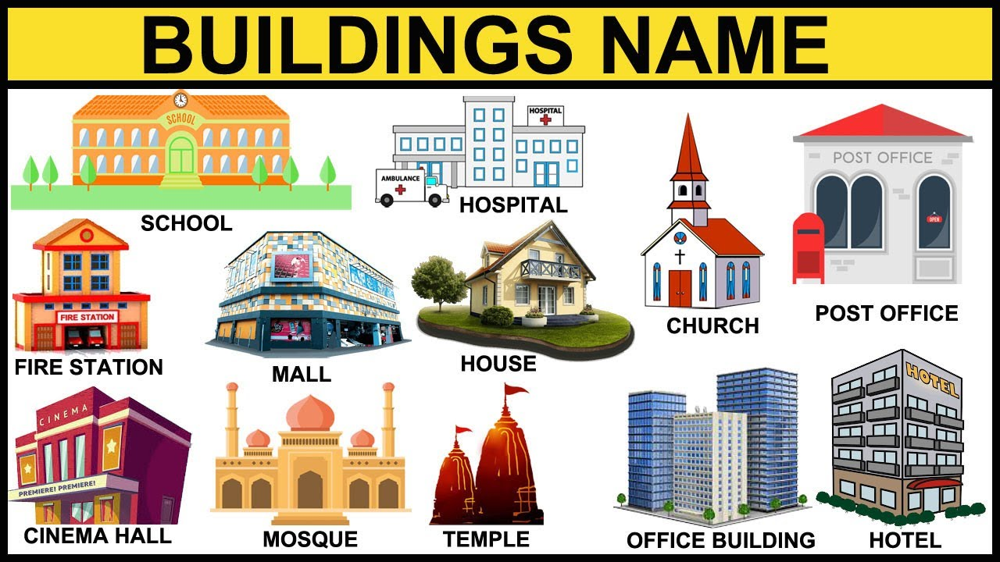 BUILDINGS NAME
SCHOOL
SCHOOL
HOSPITAL
AMBULANCE
HOSPITAL
CHURCH
POST OFFICE
OPEN
POST OFFICE
FIRE STATION
FIRE STATION
MALL
HOUSE
CINEMA
PREMIERE! PREMIERE!
CINEMA HALL
MOSQUE
TEMPLE
OFFICE BUILDING
HOTEL
HOTEL